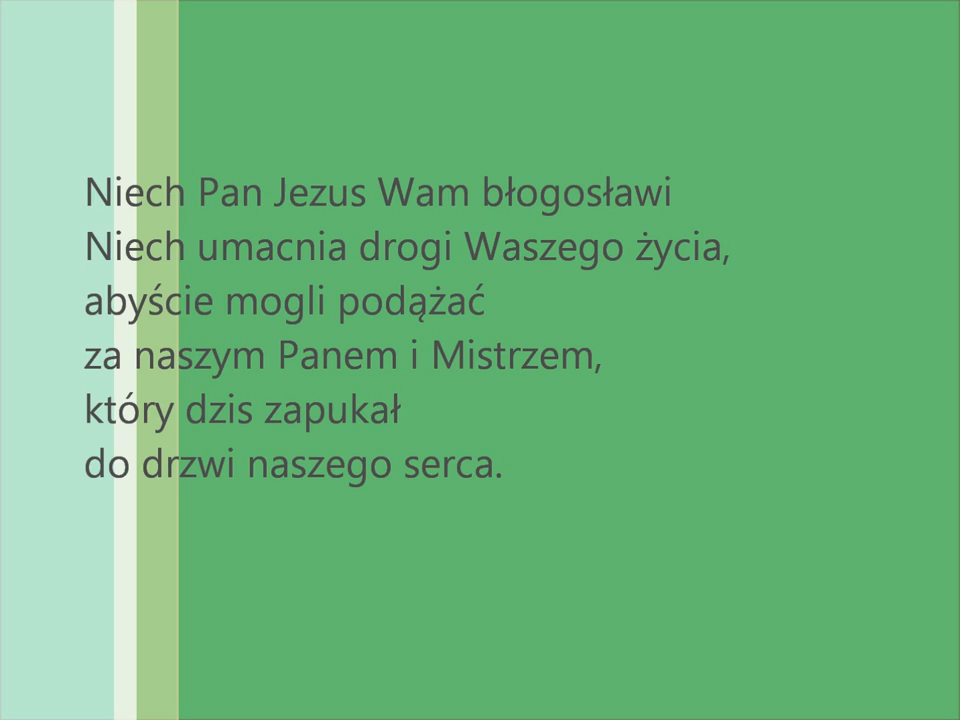 Niech Pan Jezus Wam błogosławi
Niech umacnia drogi Waszego życia,
abyście mogli podążać
za naszym Panem i Mistrzem,
który dzis zapukał
do drzwi naszego serca.